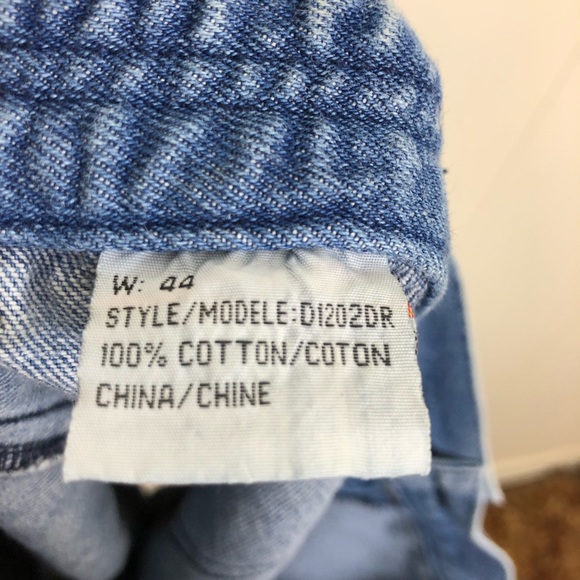 W: 44
STYLE/MODELE:D1202DR
100% COTTON/COTON
CHINA/CHINE